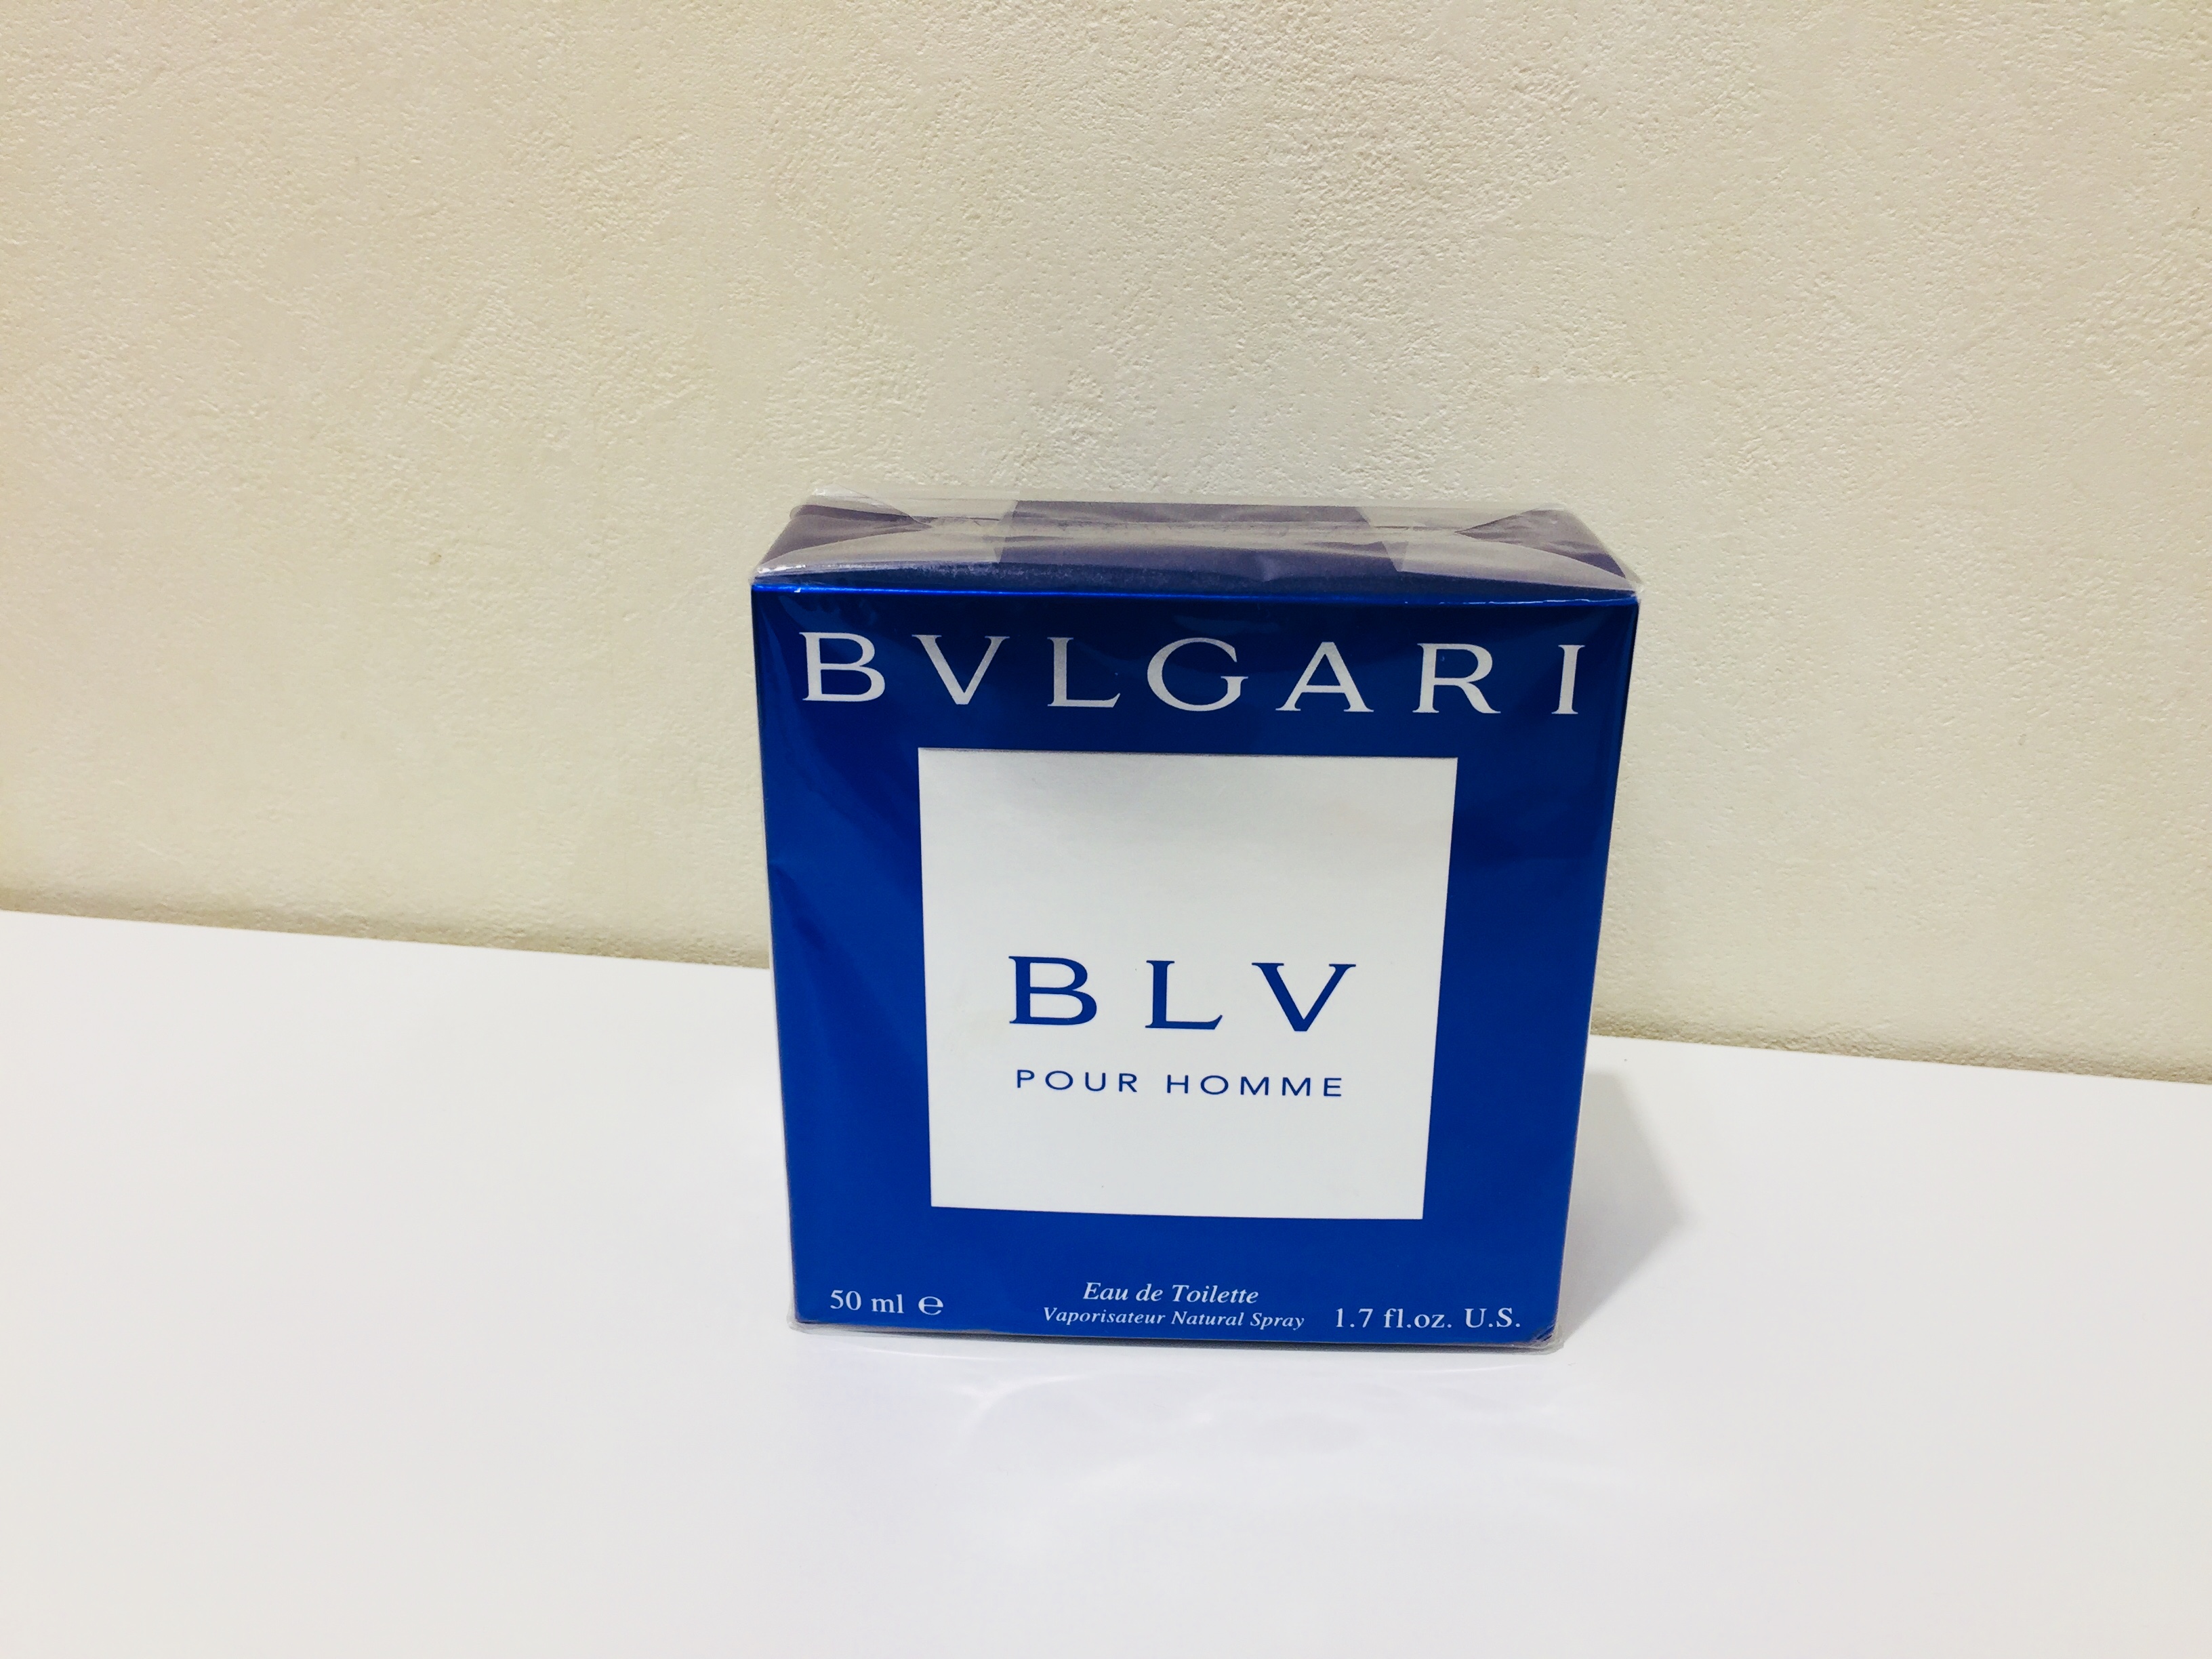 BVLGARI
BLV
POUR HOMME
50 ml ℮
Eau de Toilette
Vaporisateur Natural Spray
1.7 fl.oz. U.S.